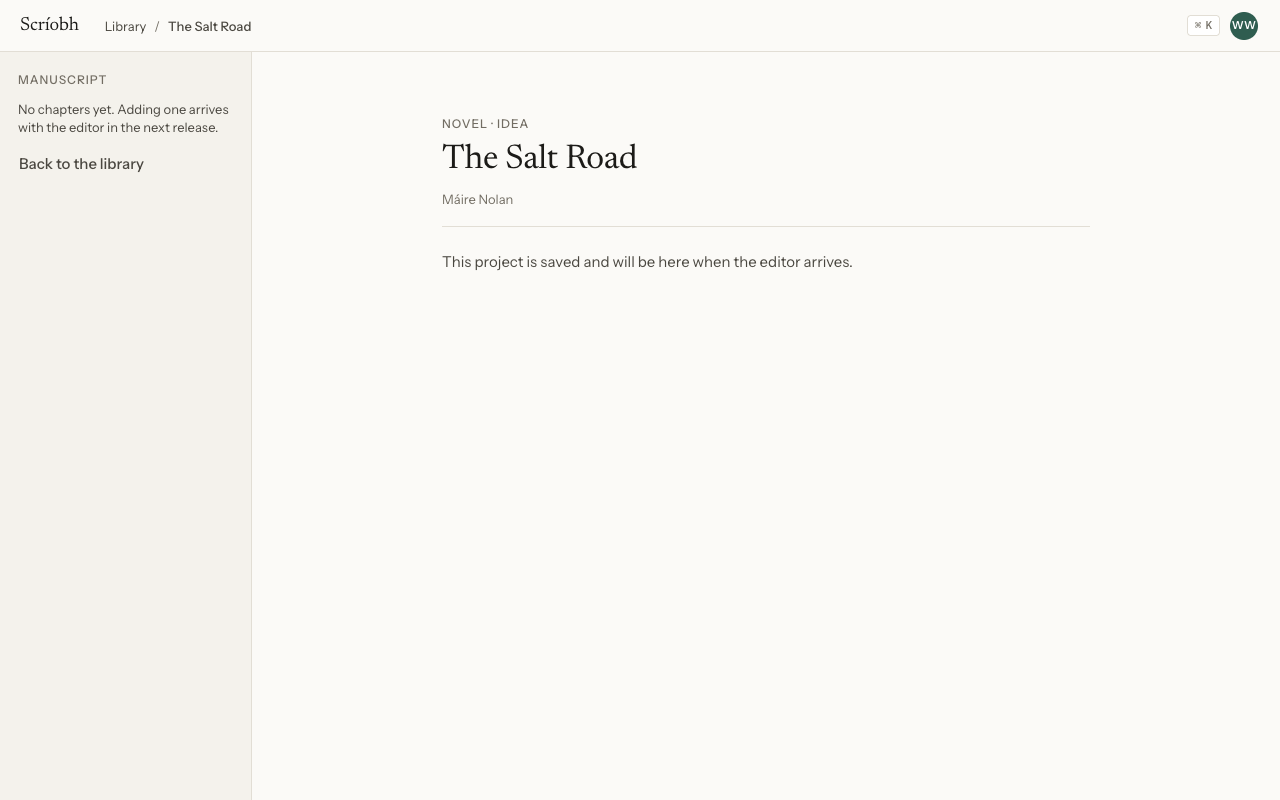 Scríobh
Library / The Salt Road
⌘ K
WW
MANUSCRIPT
No chapters yet. Adding one arrives
with the editor in the next release.
Back to the library
NOVEL · IDEA
The Salt Road
Máire Nolan
This project is saved and will be here when the editor arrives.